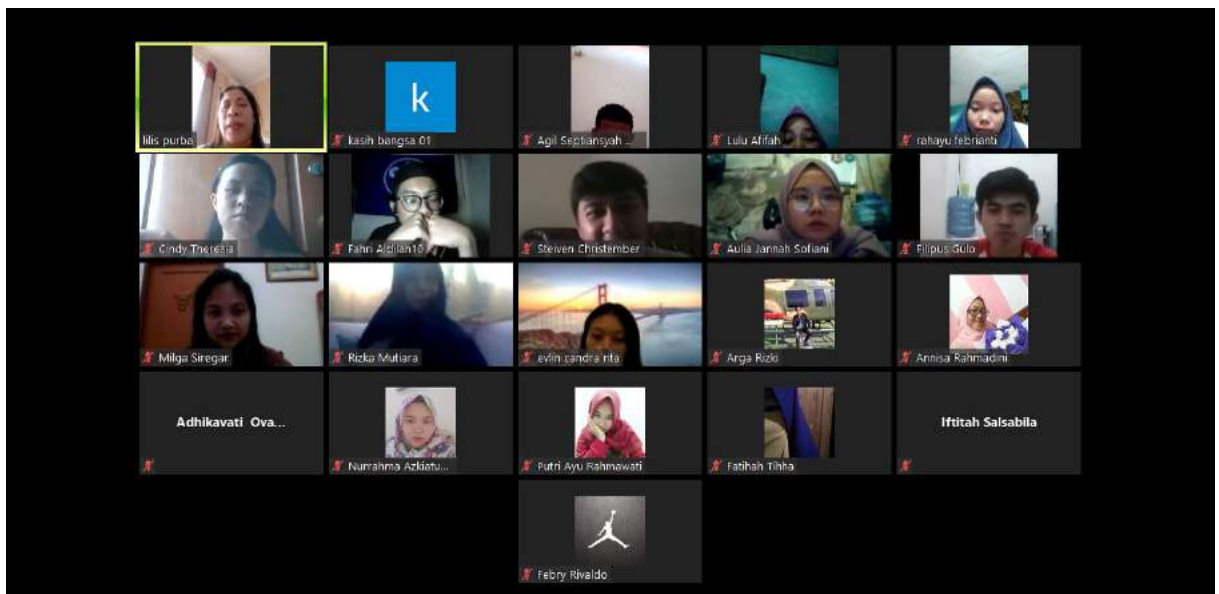 lilis purba
k
kasih bangsa 01
Agil Septiansyah ...
Lulu Afifah
rahayu febrianti
Cindy Theresia
Fahri Aldilah10
Steiven Christember
Aulia Jannah Sofiani
Filipus Gulo
Milga Siregar
Rizka Mutiara
evlin candra rita
Arga Rizki
Annisa Rahmadini
Adhikavati Ova...
Nurrahma Azkiatu...
Putri Ayu Rahmawati
Fatihah Tihha
Iftitah Salsabila
Febry Rivaldo